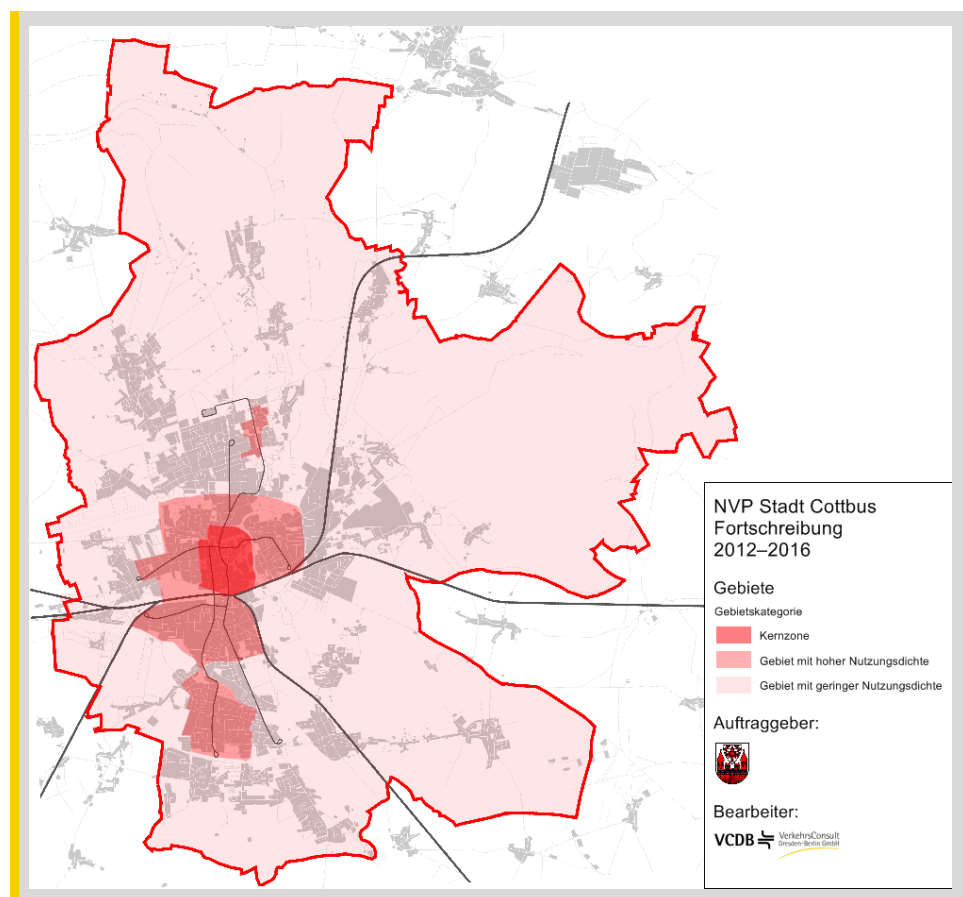 NVP Stadt Cottbus
Fortschreibung
2012–2016
Gebiete
Gebietskategorie
Kernzone
Gebiet mit hoher Nutzungsdichte
Gebiet mit geringer Nutzungsdichte
Auftraggeber:
Bearbeiter:
VCDB VerkehrsConsult
Dresden-Berlin GmbH